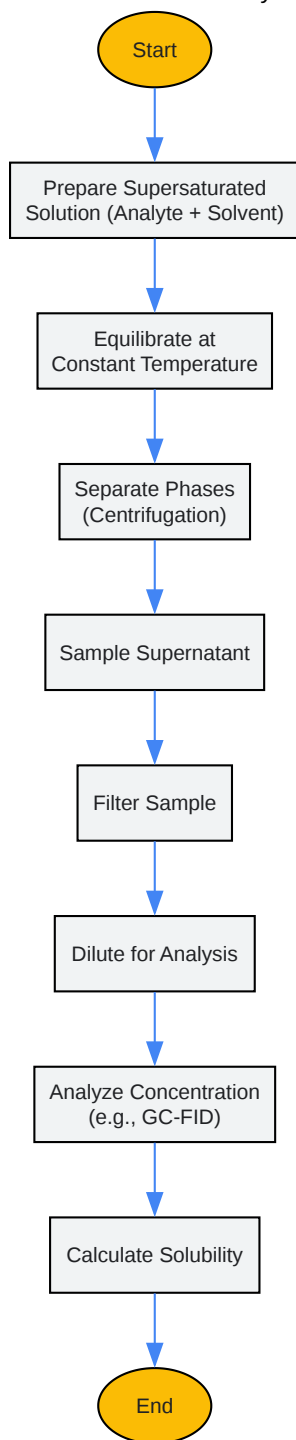 Start
Prepare Supersaturated
Solution (Analyte + Solvent)
Equilibrate at
Constant Temperature
Separate Phases
(Centrifugation)
Sample Supernatant
Filter Sample
Dilute for Analysis
Analyze Concentration
(e.g., GC-FID)
Calculate Solubility
End